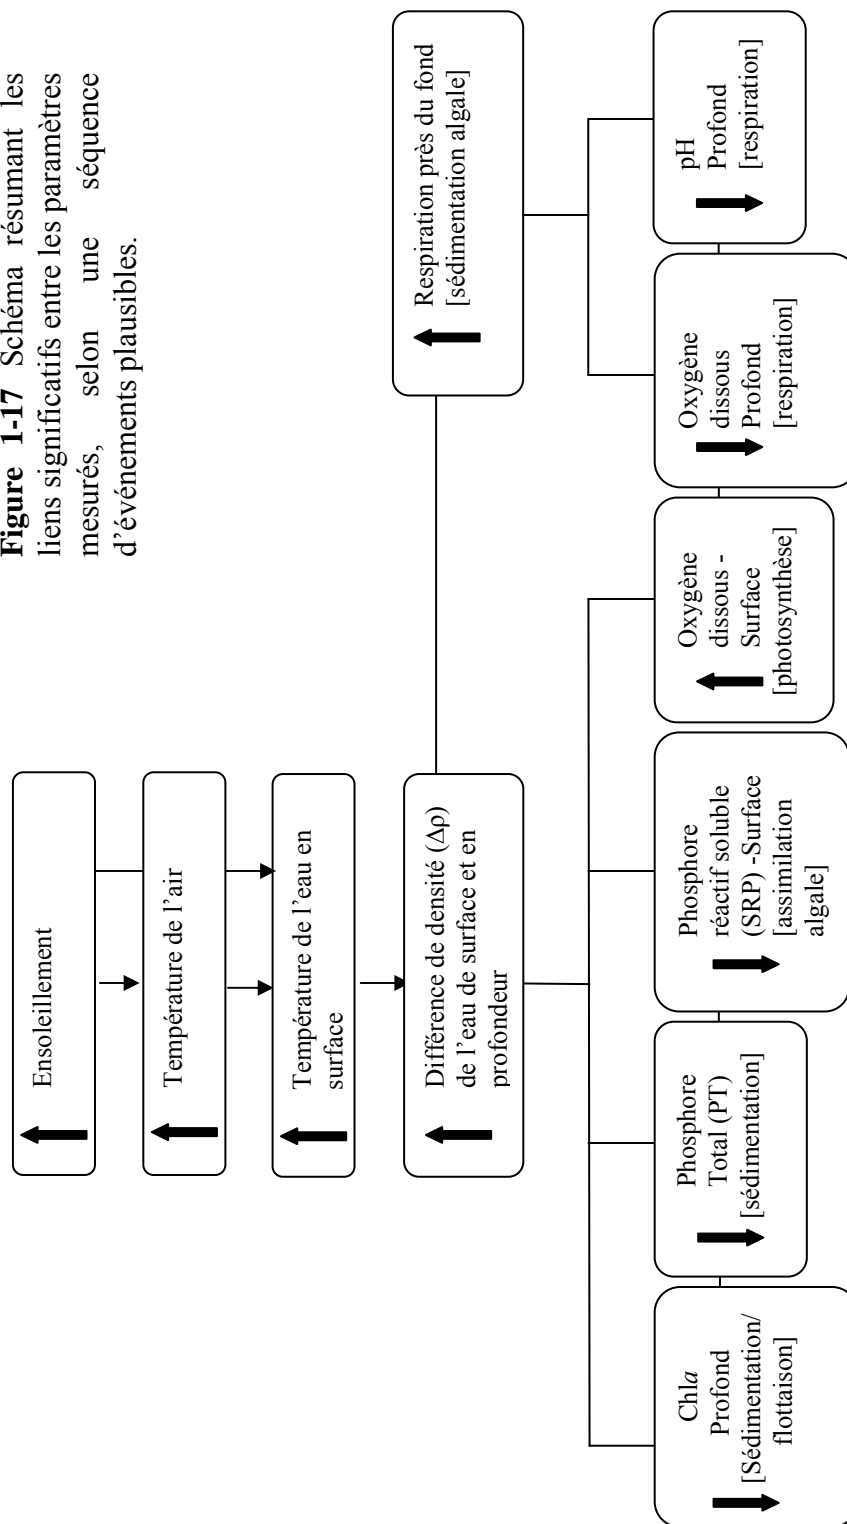 Figure 1-17 Schéma résumant les
liens significatifs entre les paramètres
mesurés, selon une séquence
d'événements plausibles.
Ensoleillement
Température de l'air
Température de l'eau en
surface
Différence de densité (Δρ)
de l'eau de surface et en
profondeur
Respiration près du fond
[sédimentation algale]
Chla
Profond
[Sédimentation/
flottaison]
Phosphore
Total (PT)
[sédimentation]
Phosphore
réactif soluble
(SRP) -Surface
[assimilation
algale]
Oxygène
dissous -
Surface
[photosynthèse]
Oxygène
dissous
Profond
[respiration]
pH
Profond
[respiration]